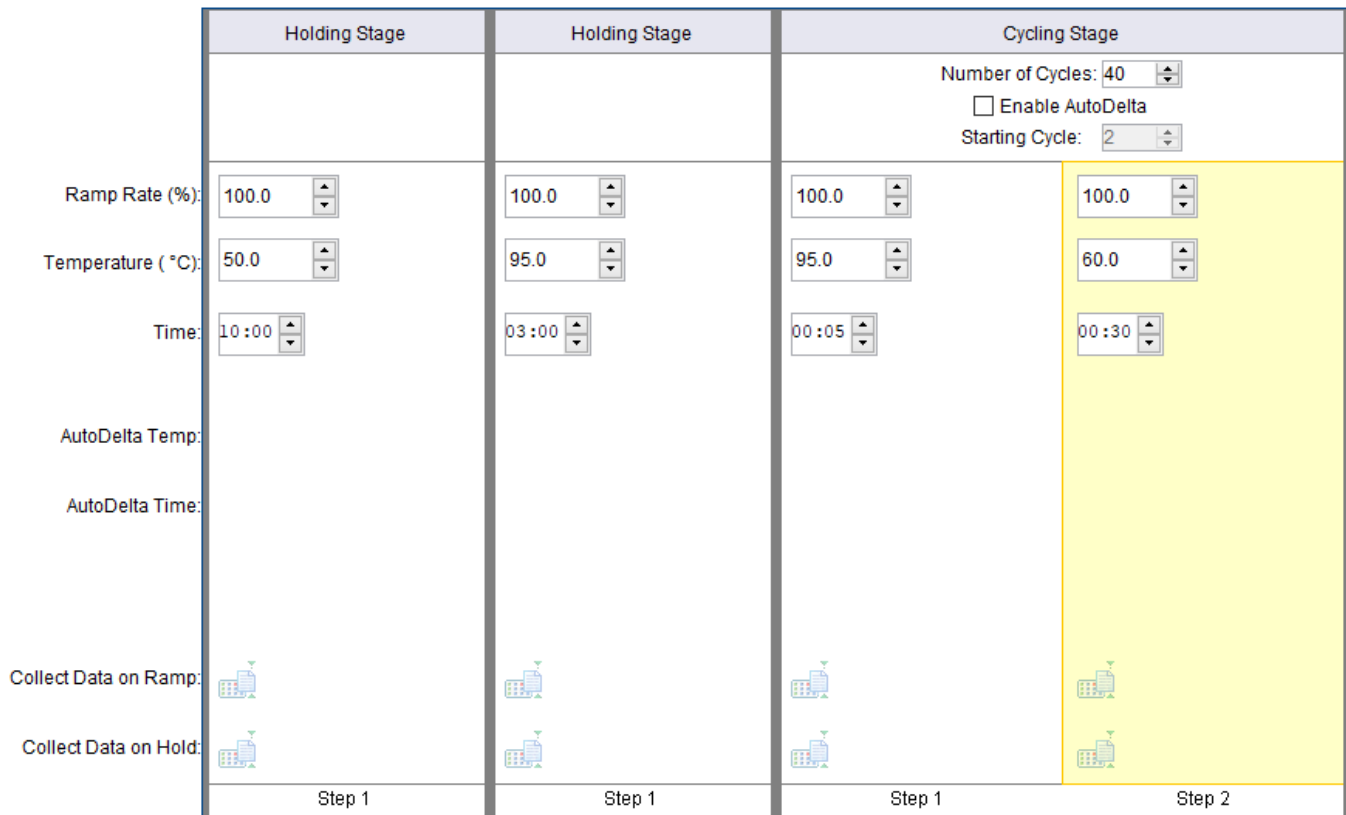 Holding Stage Holding Stage Cycling Stage
Number of Cycles: 40
Enable AutoDelta
Starting Cycle: 2
Ramp Rate (%): 100.0 100.0 100.0 100.0
Temperature ( °C): 50.0 95.0 95.0 60.0
Time: 10:00 03:00 00:05 00:30
AutoDelta Temp:
AutoDelta Time:
Collect Data on Ramp:
Collect Data on Hold:
Step 1 Step 1 Step 1 Step 2